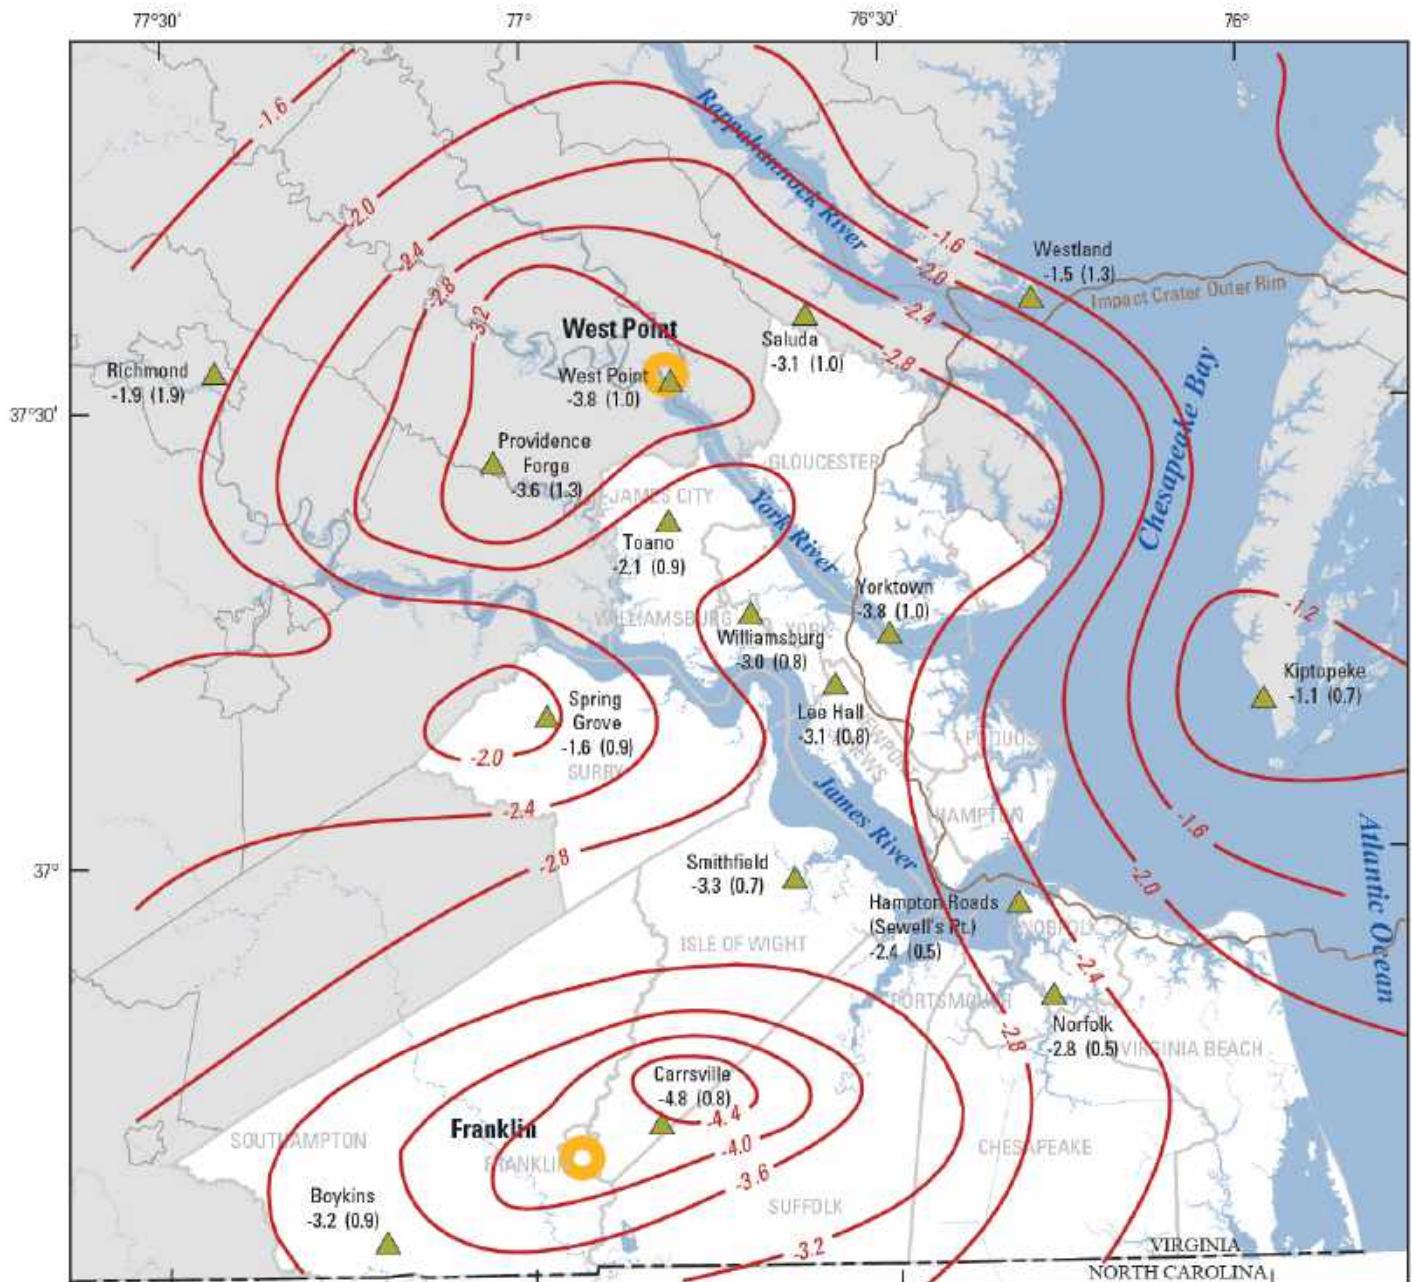 77°30'
77°
76°30'
76°
-1.6
Rappahannock River
-2.0
-1.6
-2.4
-2.0
Westland
-1.5 (1.3)
-2.8
Impact Crater Outer Rim
-3.2
-2.4
West Point
Saluda
-3.1 (1.0)
-2.8
Richmond
-1.9 (1.9)
West Point
-3.8 (1.0)
Chesapeake Bay
37°30'
Providence
Forge
-3.6 (1.3)
GLOUCESTER
JAMES CITY
York River
Toano
-2.1 (0.9)
Yorktown
-3.8 (1.0)
-1.2
WILLIAMSBURG
YORK
Williamsburg
-3.0 (0.8)
Kiptopeke
-1.1 (0.7)
Spring
Grove
-1.6 (0.9)
Lee Hall
-3.1 (0.8)
NEWPORT
NEWS
POQUOSON
-2.0
SURRY
-2.4
James River
HAMPTON
-1.6
Atlantic Ocean
37°
-2.8
Smithfield
-3.3 (0.7)
-2.0
Hampton Roads
(Sewell's Pt.)
-2.4 (0.5)
NORFOLK
ISLE OF WIGHT
-2.4
PORTSMOUTH
Norfolk
-2.8 (0.5)
-2.8
VIRGINIA BEACH
Carrsville
-4.8 (0.8)
-4.4
Franklin
SOUTHAMPTON
FRANKLIN
-4.0
CHESAPEAKE
-3.6
Boykins
-3.2 (0.9)
SUFFOLK
-3.2
VIRGINIA
NORTH CAROLINA